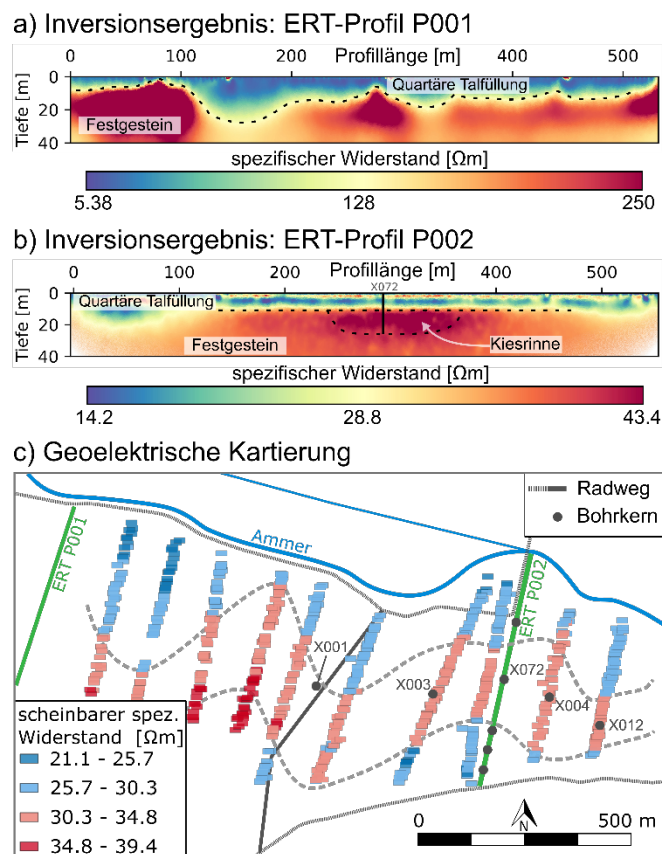 a) Inversionsergebnis: ERT-Profil P001
Profillänge [m]
0 100 200 300 400 500
Tiefe [m]
0
20
40
Quartäre Talfüllung
Festgestein
spezifischer Widerstand [Ωm]
5.38 128 250
b) Inversionsergebnis: ERT-Profil P002
Profillänge [m]
0 100 200 300 400 500
X072
Tiefe [m]
0
20
40
Quartäre Talfüllung
Festgestein
Kiesrinne
spezifischer Widerstand [Ωm]
14.2 28.8 43.4
c) Geoelektrische Kartierung
Radweg
Bohrkern
ERT P001
Ammer
ERT P002
X001
X003
X072
X004
X012
scheinbarer spez.
Widerstand [Ωm]
21.1 - 25.7
25.7 - 30.3
30.3 - 34.8
34.8 - 39.4
N
0 500 m